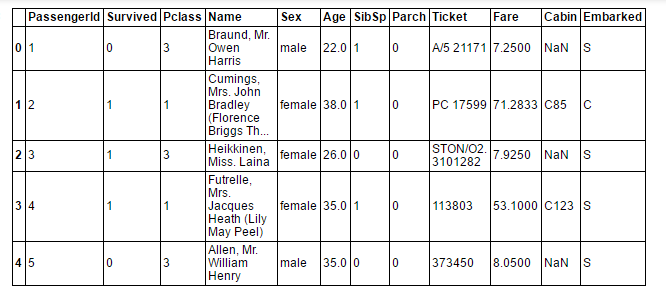 PassengerId Survived Pclass Name Sex Age SibSp Parch Ticket Fare Cabin Embarked
0 1 0 3 Braund, Mr. Owen Harris male 22.0 1 0 A/5 21171 7.2500 NaN S
1 2 1 1 Cumings, Mrs. John Bradley (Florence Briggs Th... female 38.0 1 0 PC 17599 71.2833 C85 C
2 3 1 3 Heikkinen, Miss. Laina female 26.0 0 0 STON/O2. 3101282 7.9250 NaN S
3 4 1 1 Futrelle, Mrs. Jacques Heath (Lily May Peel) female 35.0 1 0 113803 53.1000 C123 S
4 5 0 3 Allen, Mr. William Henry male 35.0 0 0 373450 8.0500 NaN S